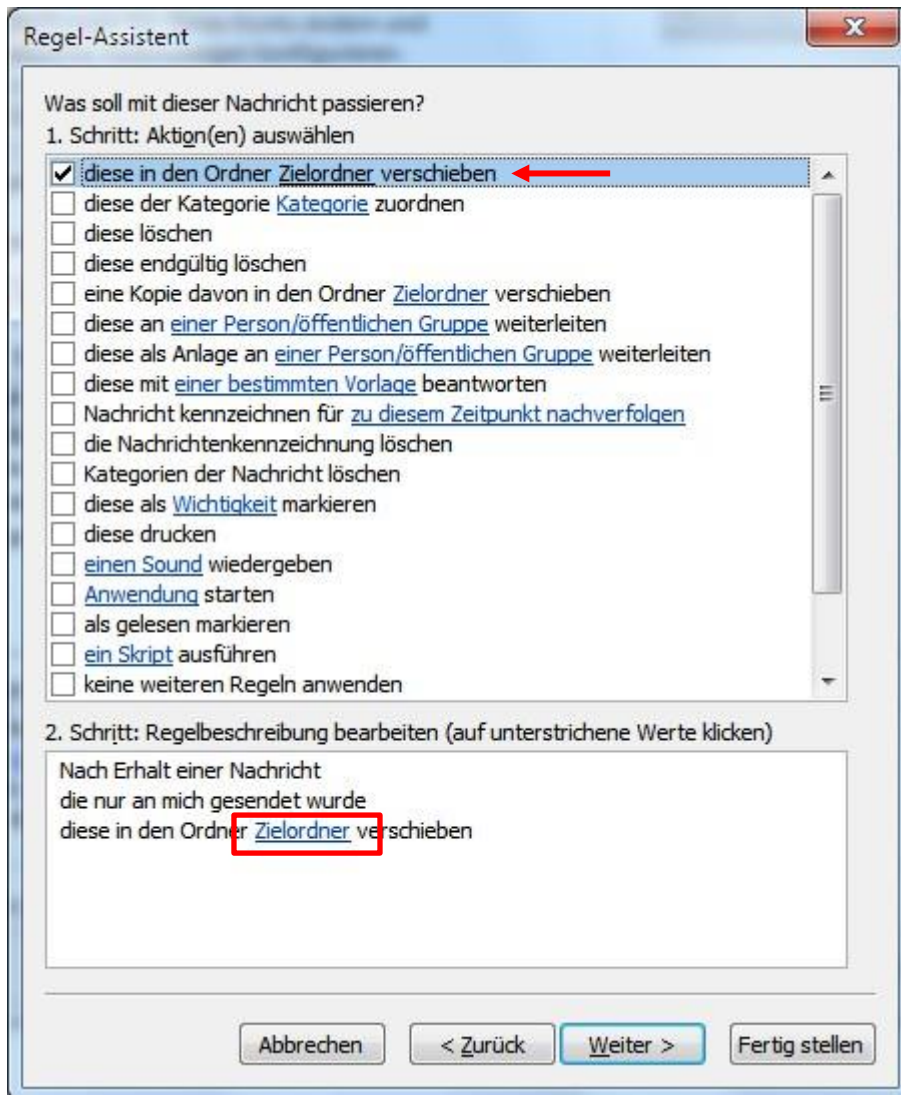 Regel-Assistent
Was soll mit dieser Nachricht passieren?
1. Schritt: Aktion(en) auswählen
diese in den Ordner Zielordner verschieben
diese der Kategorie Kategorie zuordnen
diese löschen
diese endgültig löschen
eine Kopie davon in den Ordner Zielordner verschieben
diese an einer Person/öffentlichen Gruppe weiterleiten
diese als Anlage an einer Person/öffentlichen Gruppe weiterleiten
diese mit einer bestimmten Vorlage beantworten
Nachricht kennzeichnen für zu diesem Zeitpunkt nachverfolgen
die Nachrichtenkennzeichnung löschen
Kategorien der Nachricht löschen
diese als Wichtigkeit markieren
diese drucken
einen Sound wiedergeben
Anwendung starten
als gelesen markieren
ein Skript ausführen
keine weiteren Regeln anwenden
2. Schritt: Regelbeschreibung bearbeiten (auf unterstrichene Werte klicken)
Nach Erhalt einer Nachricht
die nur an mich gesendet wurde
diese in den Ordner Zielordner verschieben
Abbrechen < Zurück Weiter > Fertig stellen